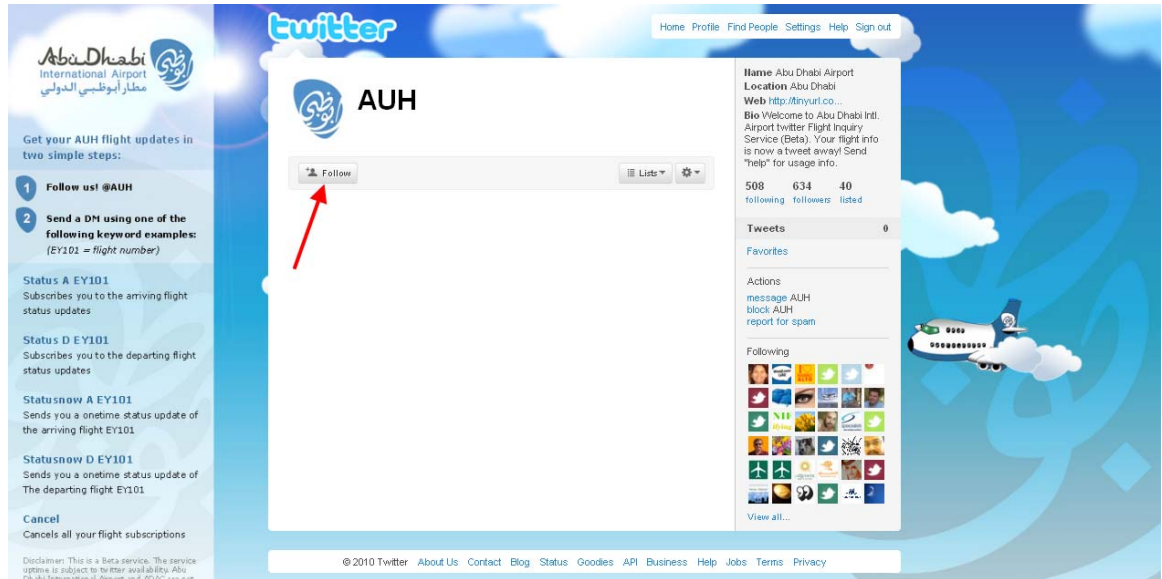 Abu Dhabi
International Airport
مطار أبوظبي الدولي
Get your AUH flight updates in
two simple steps:
1 Follow us! @AUH
2 Send a DM using one of the
following keyword examples:
(EY101 = flight number)
Status A EY101
Subscribes you to the arriving flight
status updates
Status D EY101
Subscribes you to the departing flight
status updates
Statusnow A EY101
Sends you a onetime status update of
the arriving flight EY101
Statusnow D EY101
Sends you a onetime status update of
The departing flight EY101
Cancel
Cancels all your flight subscriptions
Disclaimer: This is a Beta service. The service
uptime is subject to twitter availability. Abu
twitter
Home Profile Find People Settings Help Sign out
AUH
Follow
Lists
Name Abu Dhabi Airport
Location Abu Dhabi
Web http://tinyurl.co...
Bio Welcome to Abu Dhabi Intl.
Airport twitter Flight Inquiry
Service (Beta). Your flight info
is now a tweet away! Send
"help" for usage info.
508 634 40
following followers listed
Tweets 0
Favorites
Actions
message AUH
block AUH
report for spam
Following
View all...
© 2010 Twitter About Us Contact Blog Status Goodies API Business Help Jobs Terms Privacy